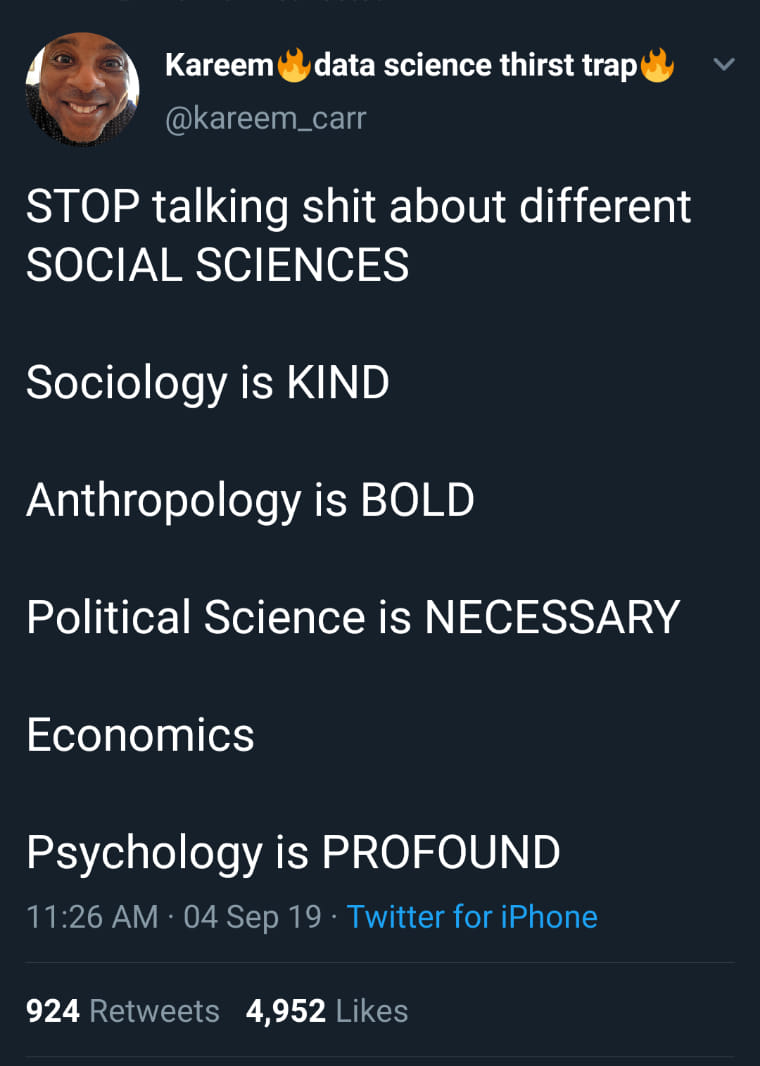 Kareem🔥data science thirst trap🔥
@kareem_carr
STOP talking shit about different
SOCIAL SCIENCES
Sociology is KIND
Anthropology is BOLD
Political Science is NECESSARY
Economics
Psychology is PROFOUND
11:26 AM · 04 Sep 19 · Twitter for iPhone
924 Retweets 4,952 Likes